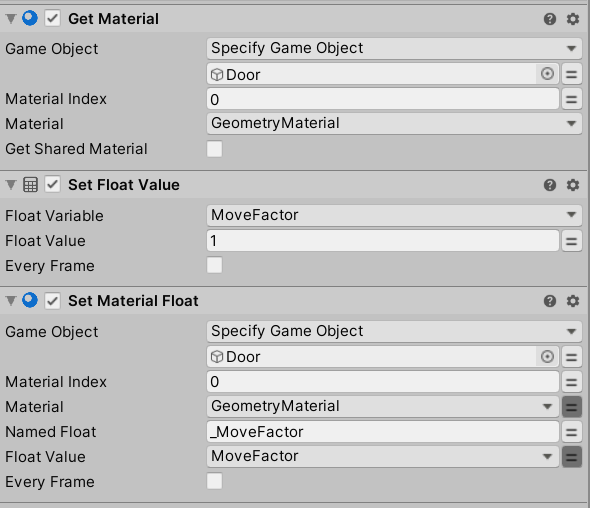 Get Material
Game Object Specify Game Object
Door
Material Index 0
Material GeometryMaterial
Get Shared Material
Set Float Value
Float Variable MoveFactor
Float Value 1
Every Frame
Set Material Float
Game Object Specify Game Object
Door
Material Index 0
Material GeometryMaterial
Named Float _MoveFactor
Float Value MoveFactor
Every Frame